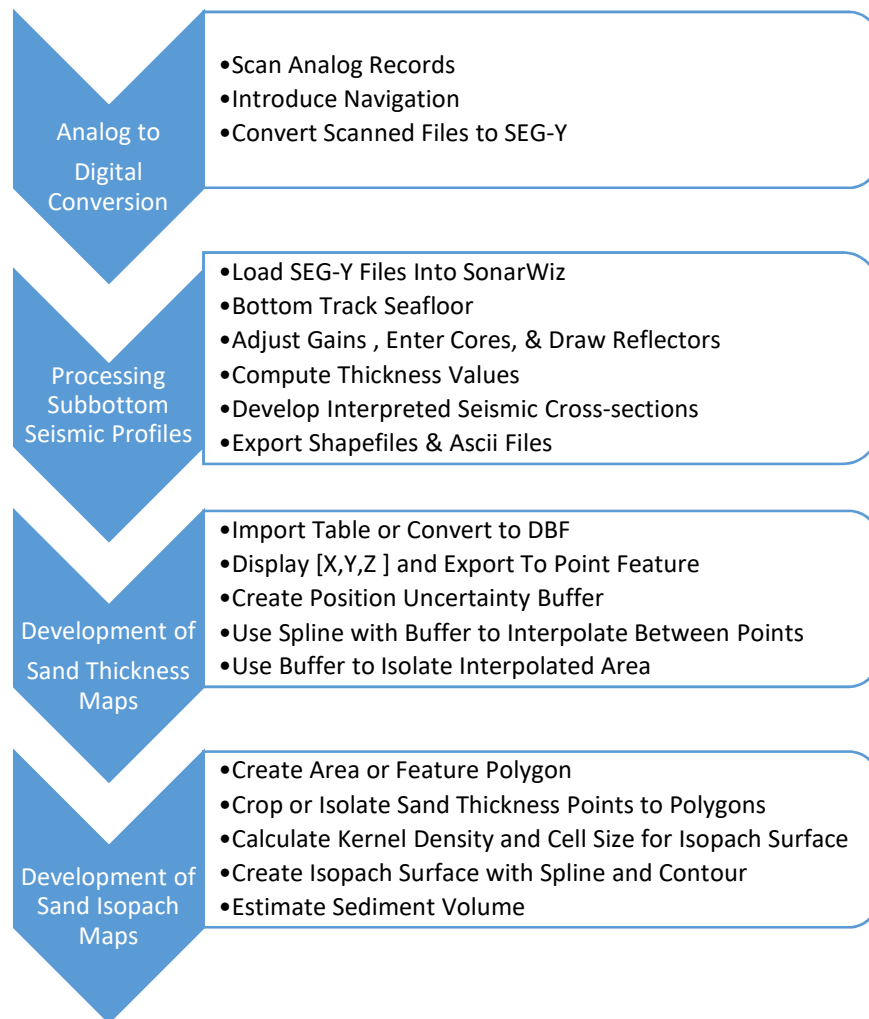 Analog to
Digital
Conversion
•Scan Analog Records
•Introduce Navigation
•Convert Scanned Files to SEG-Y
Processing
Subbottom
Seismic Profiles
•Load SEG-Y Files Into SonarWiz
•Bottom Track Seafloor
•Adjust Gains , Enter Cores, & Draw Reflectors
•Compute Thickness Values
•Develop Interpreted Seismic Cross-sections
•Export Shapefiles & Ascii Files
Development of
Sand Thickness
Maps
•Import Table or Convert to DBF
•Display [X,Y,Z ] and Export To Point Feature
•Create Position Uncertainty Buffer
•Use Spline with Buffer to Interpolate Between Points
•Use Buffer to Isolate Interpolated Area
Development of
Sand Isopach
Maps
•Create Area or Feature Polygon
•Crop or Isolate Sand Thickness Points to Polygons
•Calculate Kernel Density and Cell Size for Isopach Surface
•Create Isopach Surface with Spline and Contour
•Estimate Sediment Volume